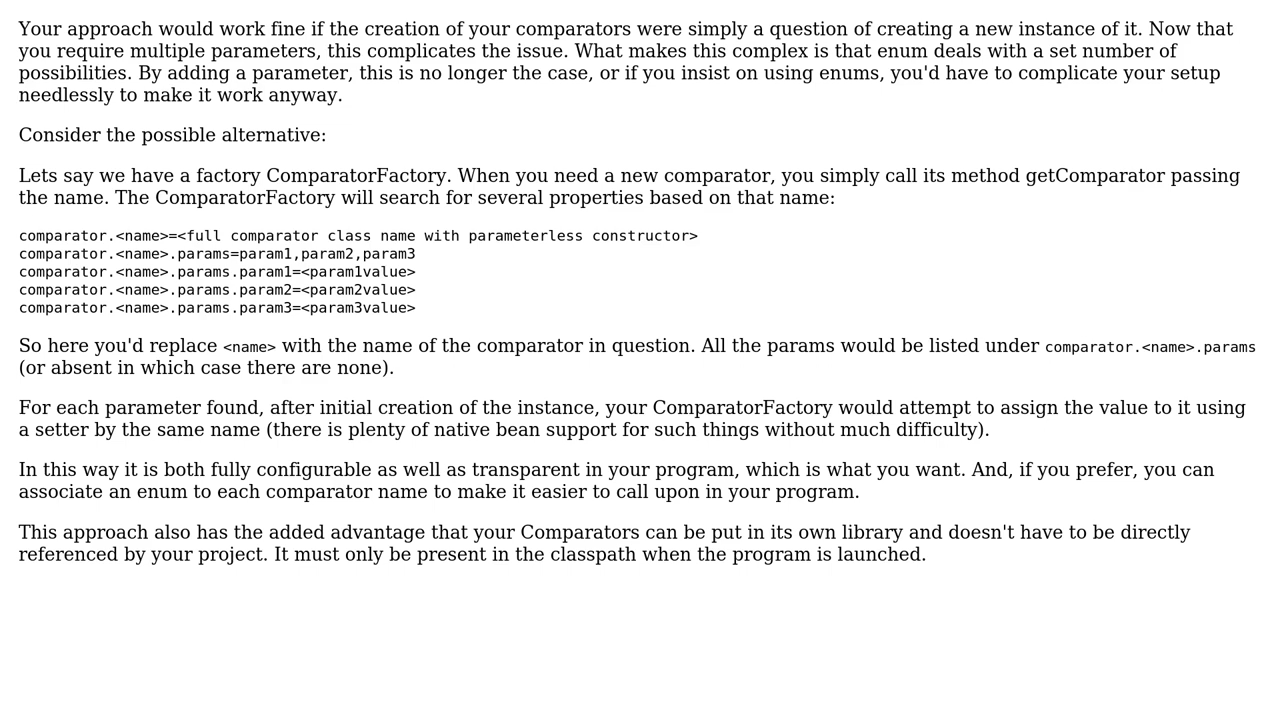 Your approach would work fine if the creation of your comparators were simply a question of creating a new instance of it. Now that
you require multiple parameters, this complicates the issue. What makes this complex is that enum deals with a set number of
possibilities. By adding a parameter, this is no longer the case, or if you insist on using enums, you'd have to complicate your setup
needlessly to make it work anyway.
Consider the possible alternative:
Lets say we have a factory ComparatorFactory. When you need a new comparator, you simply call its method getComparator passing
the name. The ComparatorFactory will search for several properties based on that name:
comparator.<name>=<full comparator class name with parameterless constructor>
comparator.<name>.params=param1,param2,param3
comparator.<name>.params.param1=<param1value>
comparator.<name>.params.param2=<param2value>
comparator.<name>.params.param3=<param3value>
So here you'd replace <name> with the name of the comparator in question. All the params would be listed under comparator.<name>.params
(or absent in which case there are none).
For each parameter found, after initial creation of the instance, your ComparatorFactory would attempt to assign the value to it using
a setter by the same name (there is plenty of native bean support for such things without much difficulty).
In this way it is both fully configurable as well as transparent in your program, which is what you want. And, if you prefer, you can
associate an enum to each comparator name to make it easier to call upon in your program.
This approach also has the added advantage that your Comparators can be put in its own library and doesn't have to be directly
referenced by your project. It must only be present in the classpath when the program is launched.